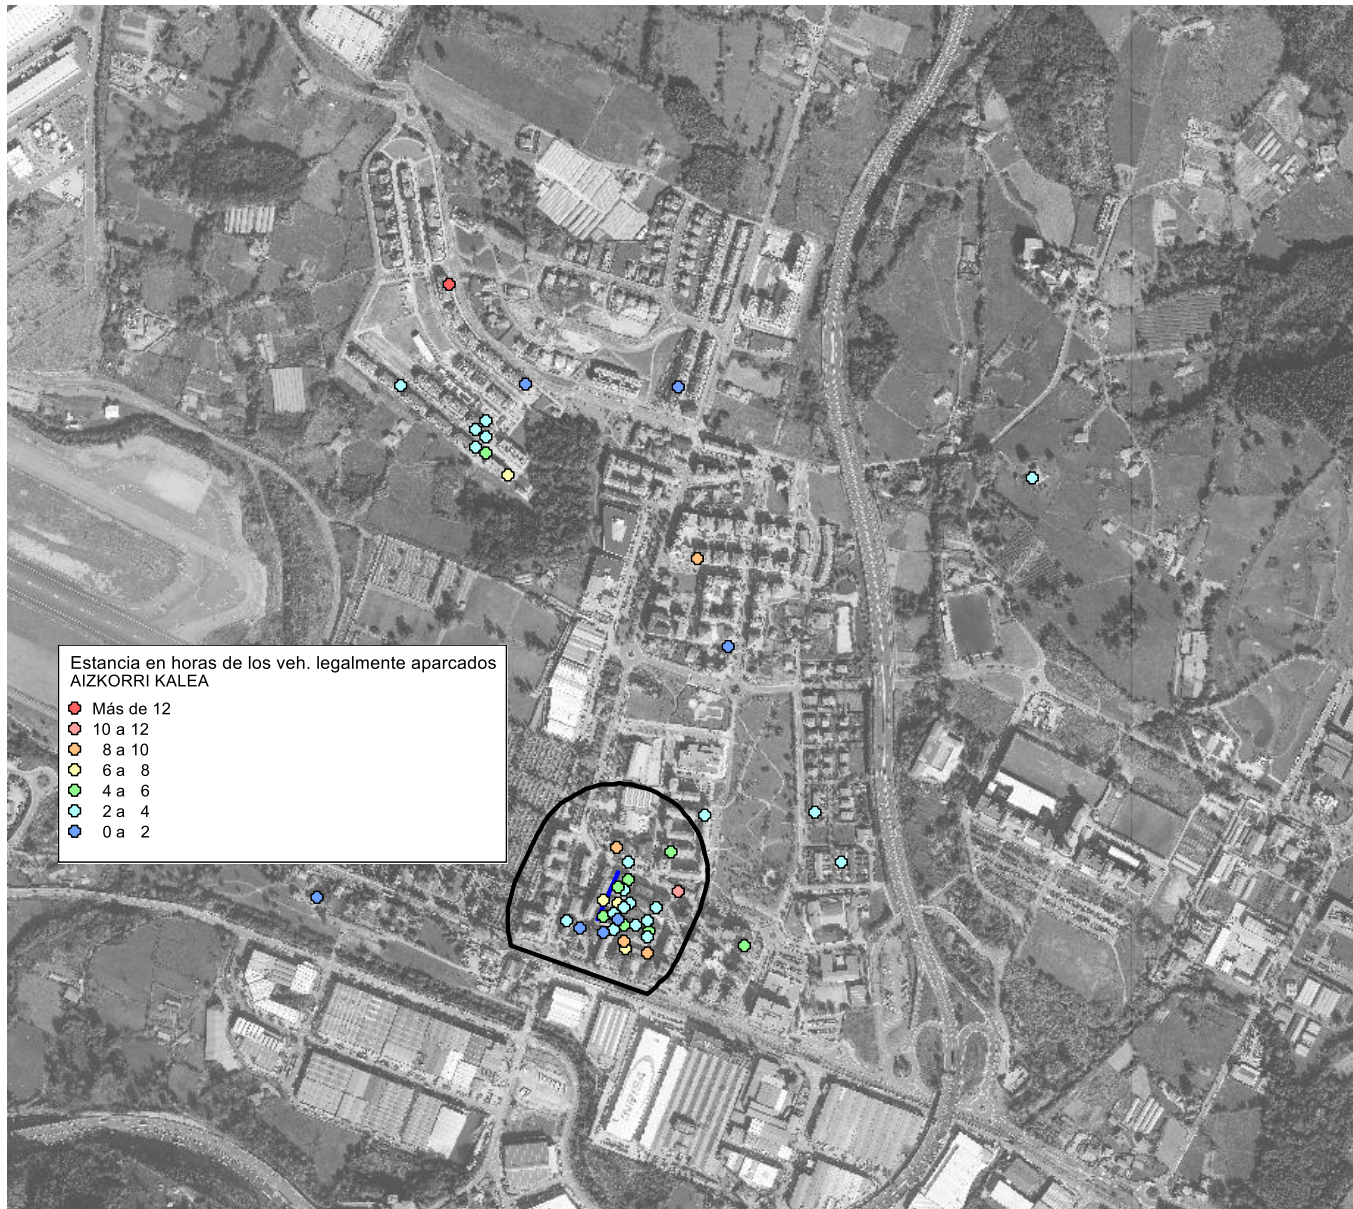 Estancia en horas de los veh. legalmente aparcados
AIZKORRI KALEA
Más de 12
10 a 12
8 a 10
6 a 8
4 a 6
2 a 4
0 a 2